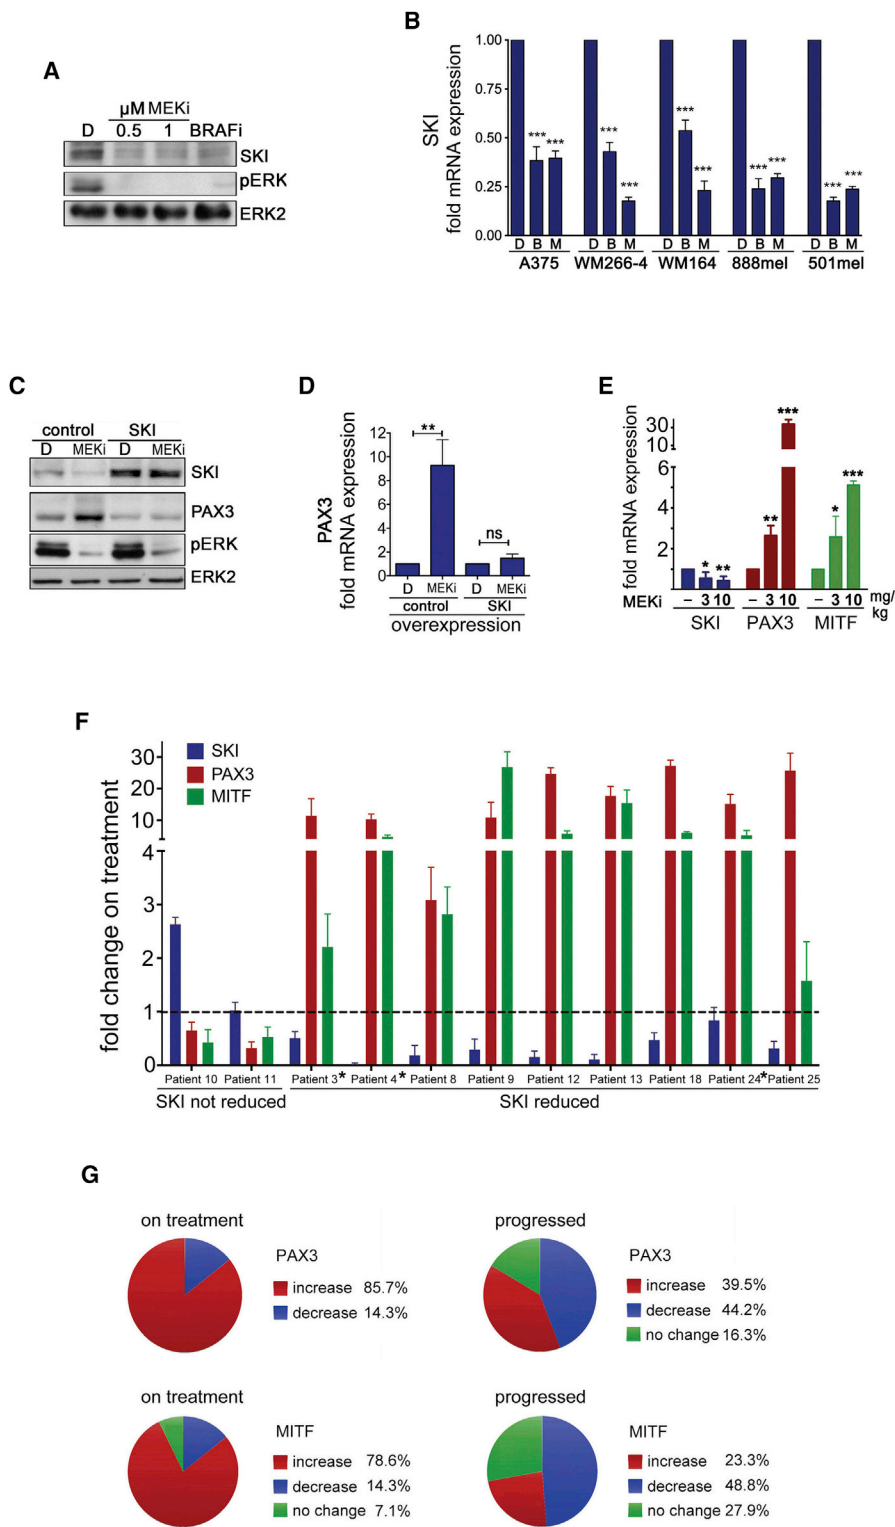 A
µM MEKi
D 0.5 1 BRAFi
SKI
pERK
ERK2
B
SKI
fold mRNA expression
1.00
0.75
0.50
0.25
0.00
*** *** *** *** *** *** *** *** *** ***
D B M D B M D B M D B M D B M
A375 WM266-4 WM164 888mel 501mel
C
control SKI
D MEKi D MEKi
SKI
PAX3
pERK
ERK2
D
PAX3
fold mRNA expression
12
10
8
6
4
2
0
**
ns
D MEKi D MEKi
control SKI
overexpression
E
fold mRNA expression
30
10
6
4
2
0
* ** ** *** * ***
MEKi – 3 10 – 3 10 – 3 10 mg/kg
SKI PAX3 MITF
F
SKI
PAX3
MITF
fold change on treatment
30
20
10
4
3
2
1
0
Patient 10 Patient 11 Patient 3 * Patient 4 * Patient 8 Patient 9 Patient 12 Patient 13 Patient 18 Patient 24 * Patient 25
SKI not reduced SKI reduced
G
on treatment
PAX3
increase 85.7%
decrease 14.3%
progressed
PAX3
increase 39.5%
decrease 44.2%
no change 16.3%
on treatment
MITF
increase 78.6%
decrease 14.3%
no change 7.1%
progressed
MITF
increase 23.3%
decrease 48.8%
no change 27.9%